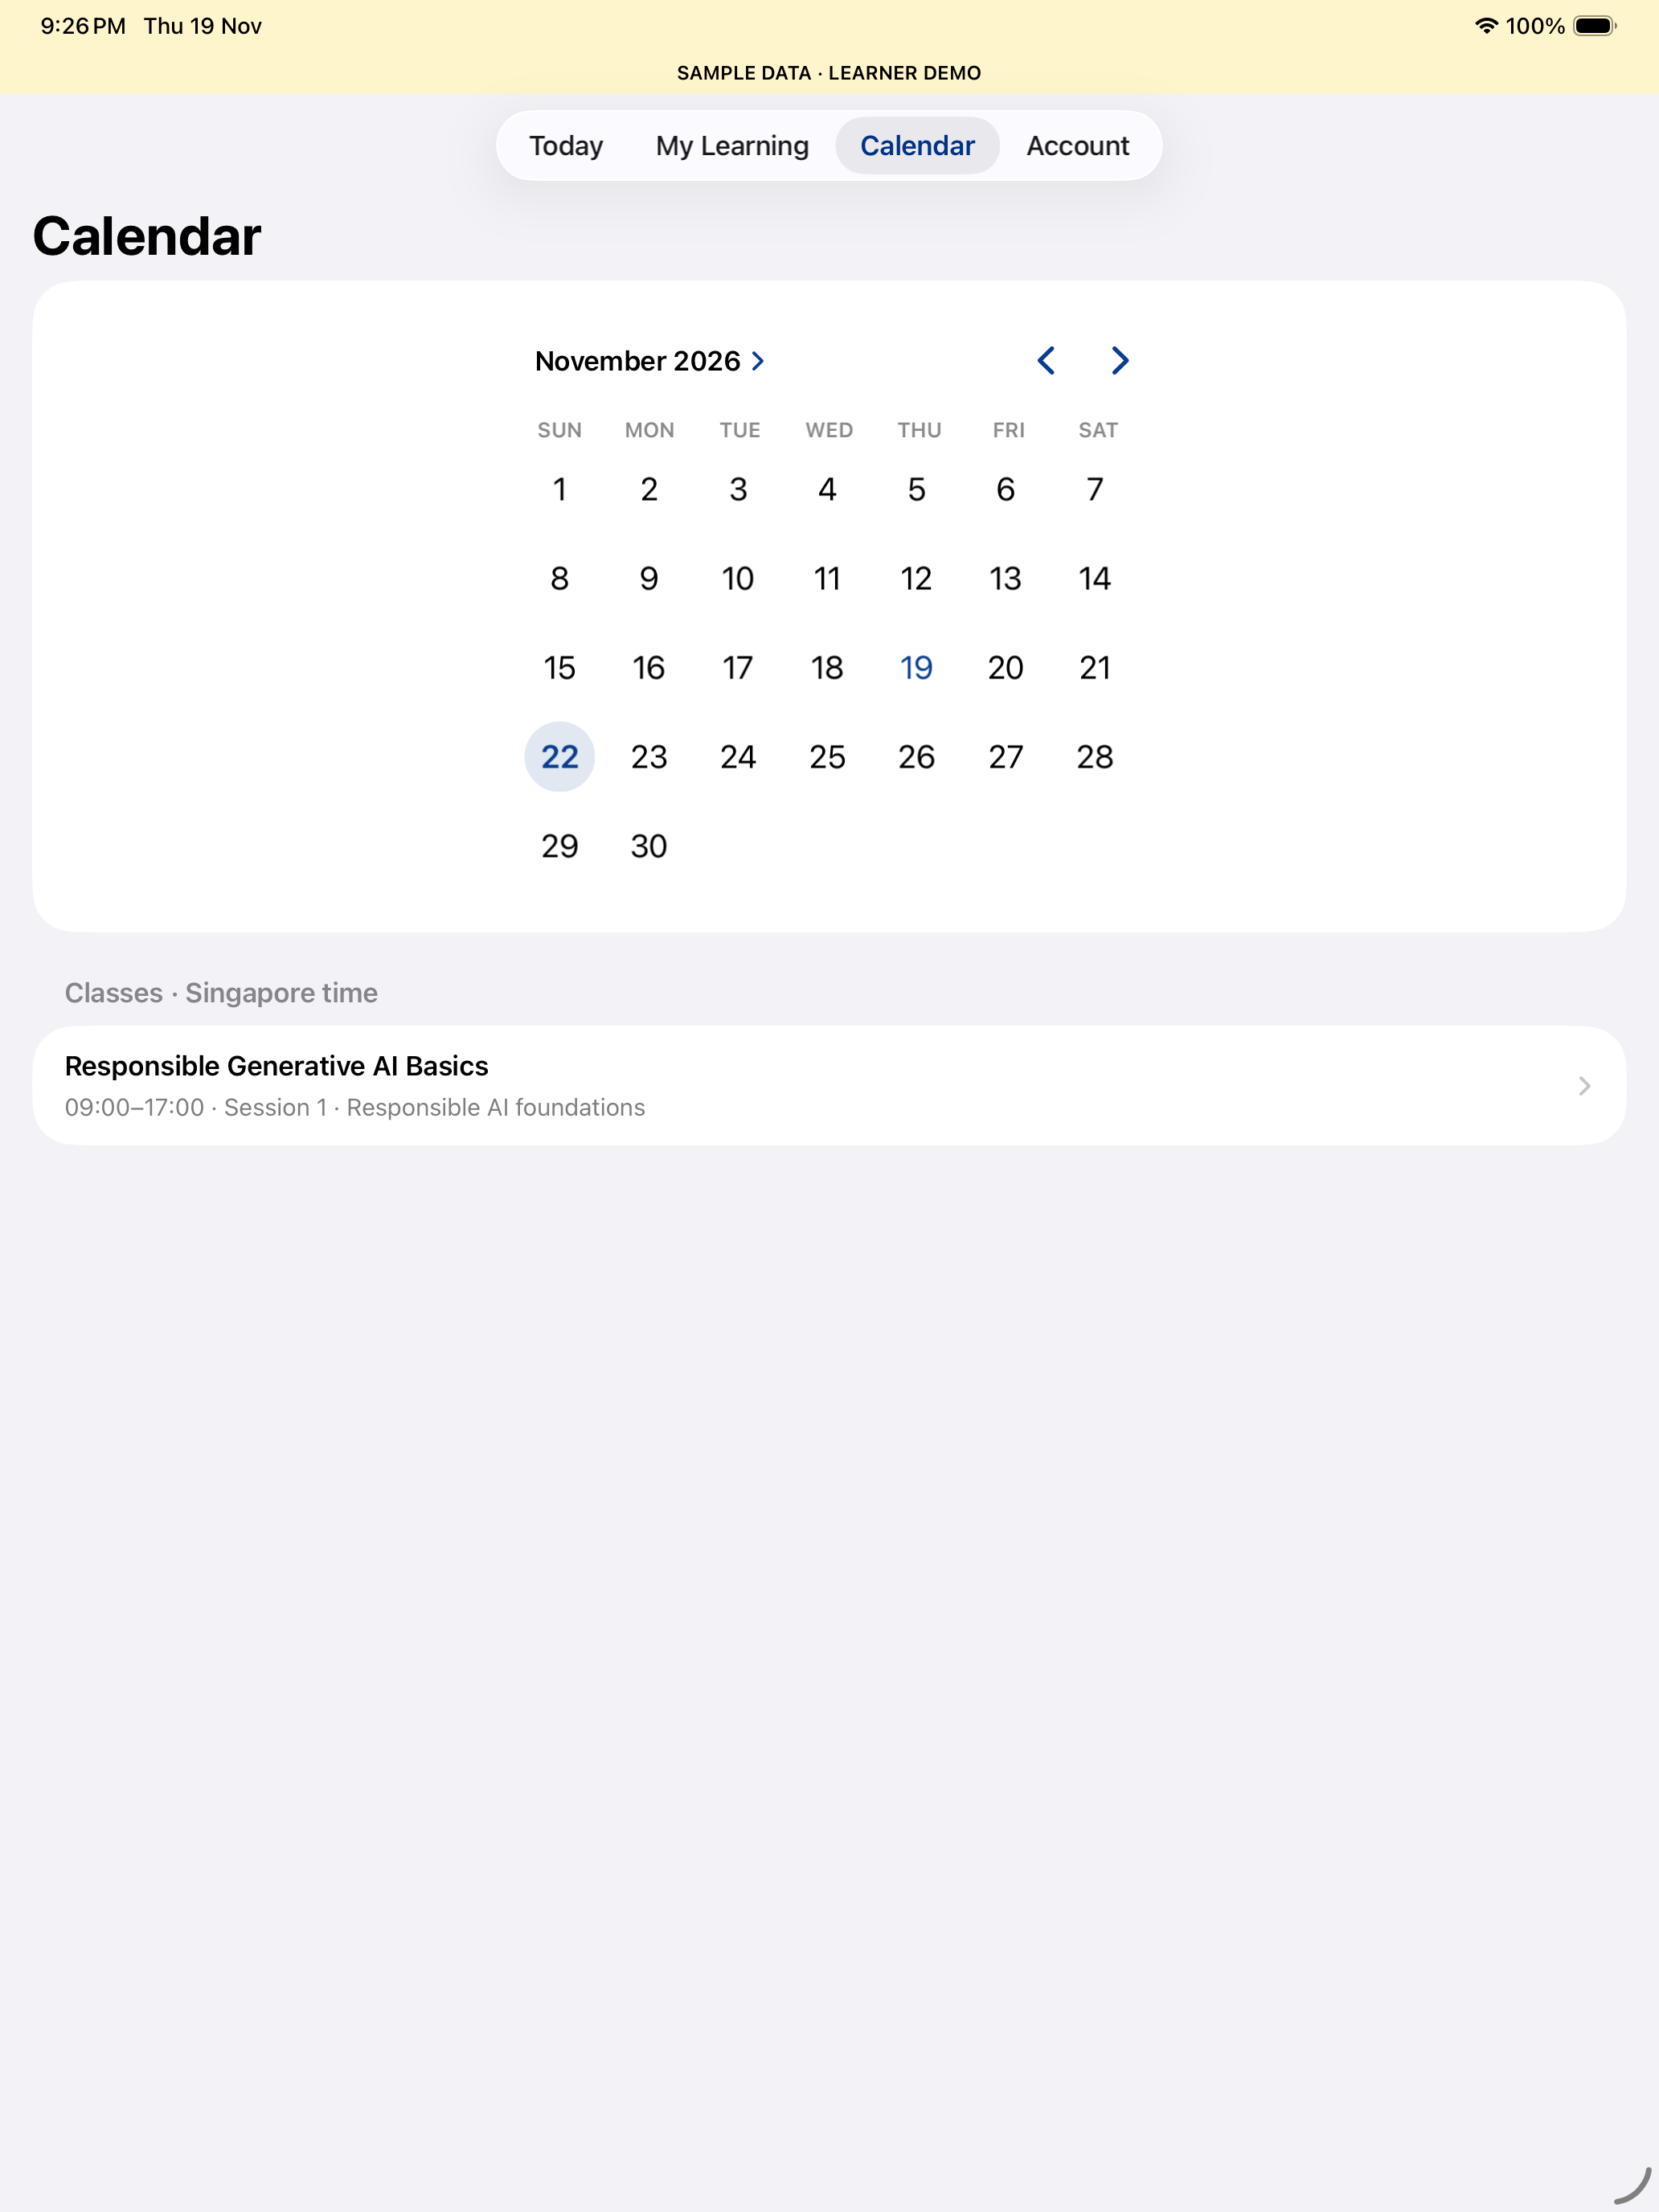 9:26 PM Thu 19 Nov
100%
SAMPLE DATA · LEARNER DEMO
Today My Learning Calendar Account
Calendar
November 2026
SUN MON TUE WED THU FRI SAT
1 2 3 4 5 6 7
8 9 10 11 12 13 14
15 16 17 18 19 20 21
22 23 24 25 26 27 28
29 30
Classes · Singapore time
Responsible Generative AI Basics
09:00–17:00 · Session 1 · Responsible AI foundations